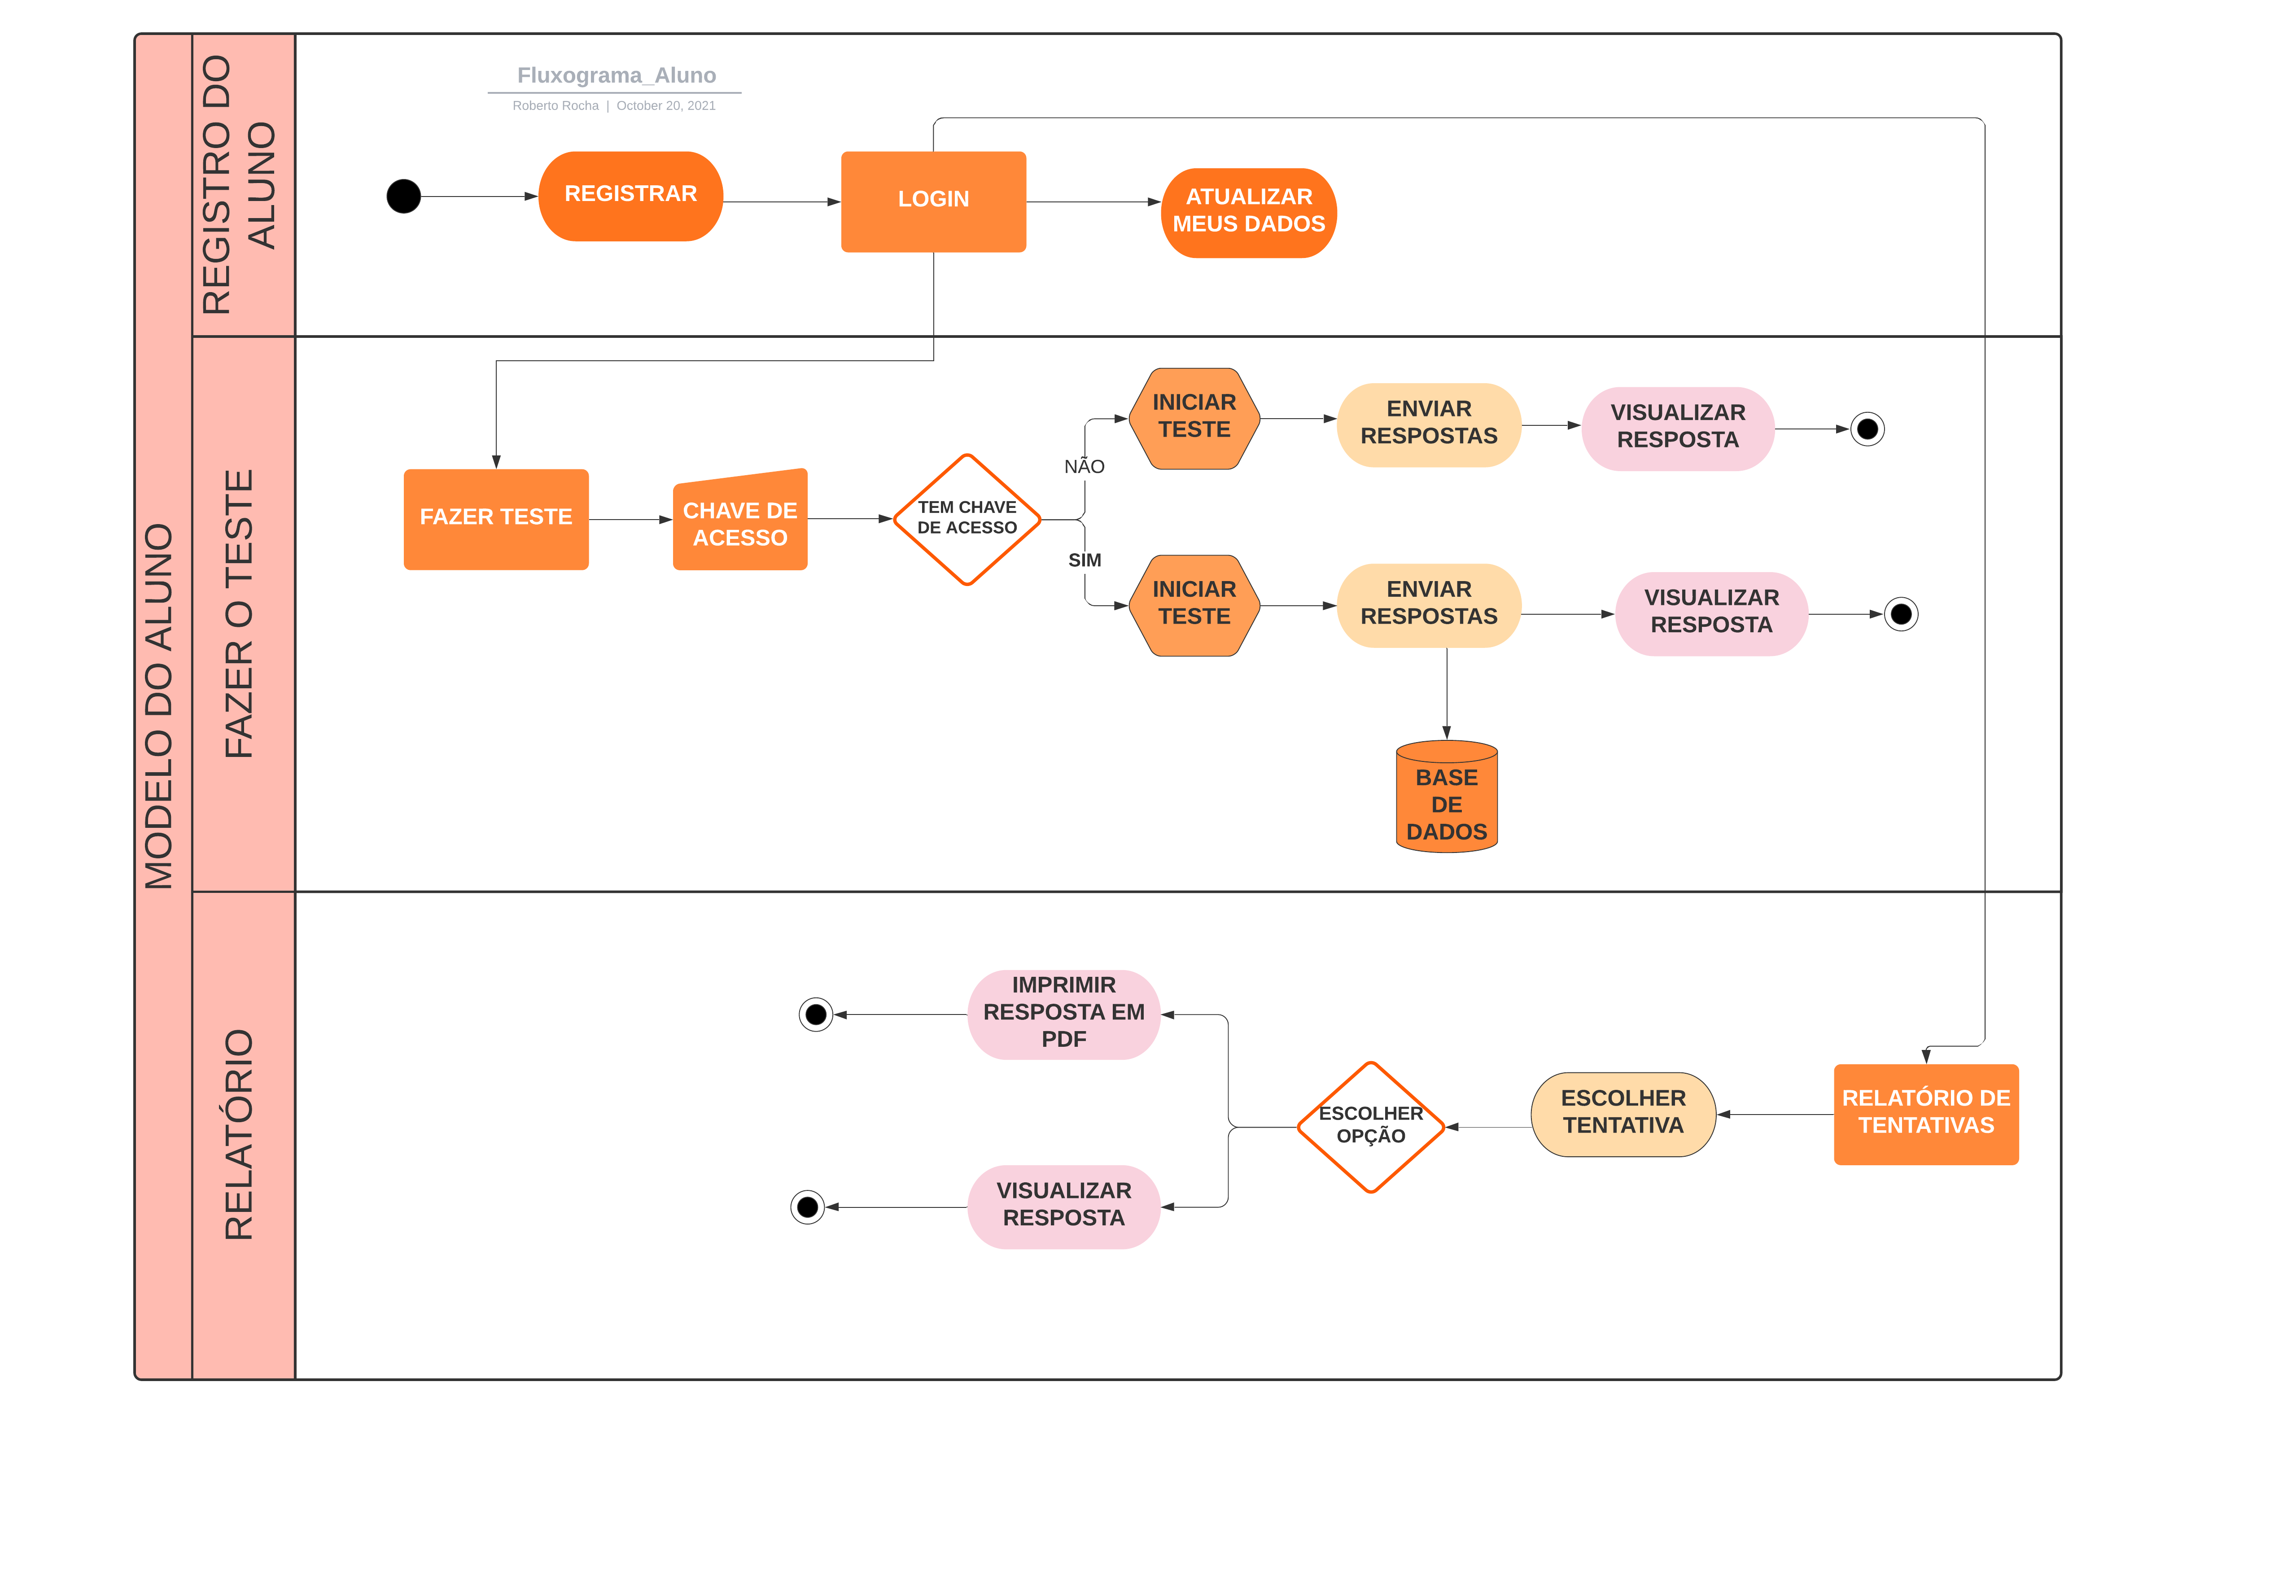 MODELO DO ALUNO
REGISTRO DO
ALUNO
Fluxograma_Aluno
Roberto Rocha | October 20, 2021
REGISTRAR
LOGIN
ATUALIZAR
MEUS DADOS
FAZER O TESTE
FAZER TESTE
CHAVE DE
ACESSO
TEM CHAVE
DE ACESSO
NÃO
INICIAR
TESTE
ENVIAR
RESPOSTAS
VISUALIZAR
RESPOSTA
SIM
INICIAR
TESTE
ENVIAR
RESPOSTAS
VISUALIZAR
RESPOSTA
BASE
DE
DADOS
RELATÓRIO
RELATÓRIO DE
TENTATIVAS
ESCOLHER
TENTATIVA
ESCOLHER
OPÇÃO
IMPRIMIR
RESPOSTA EM
PDF
VISUALIZAR
RESPOSTA